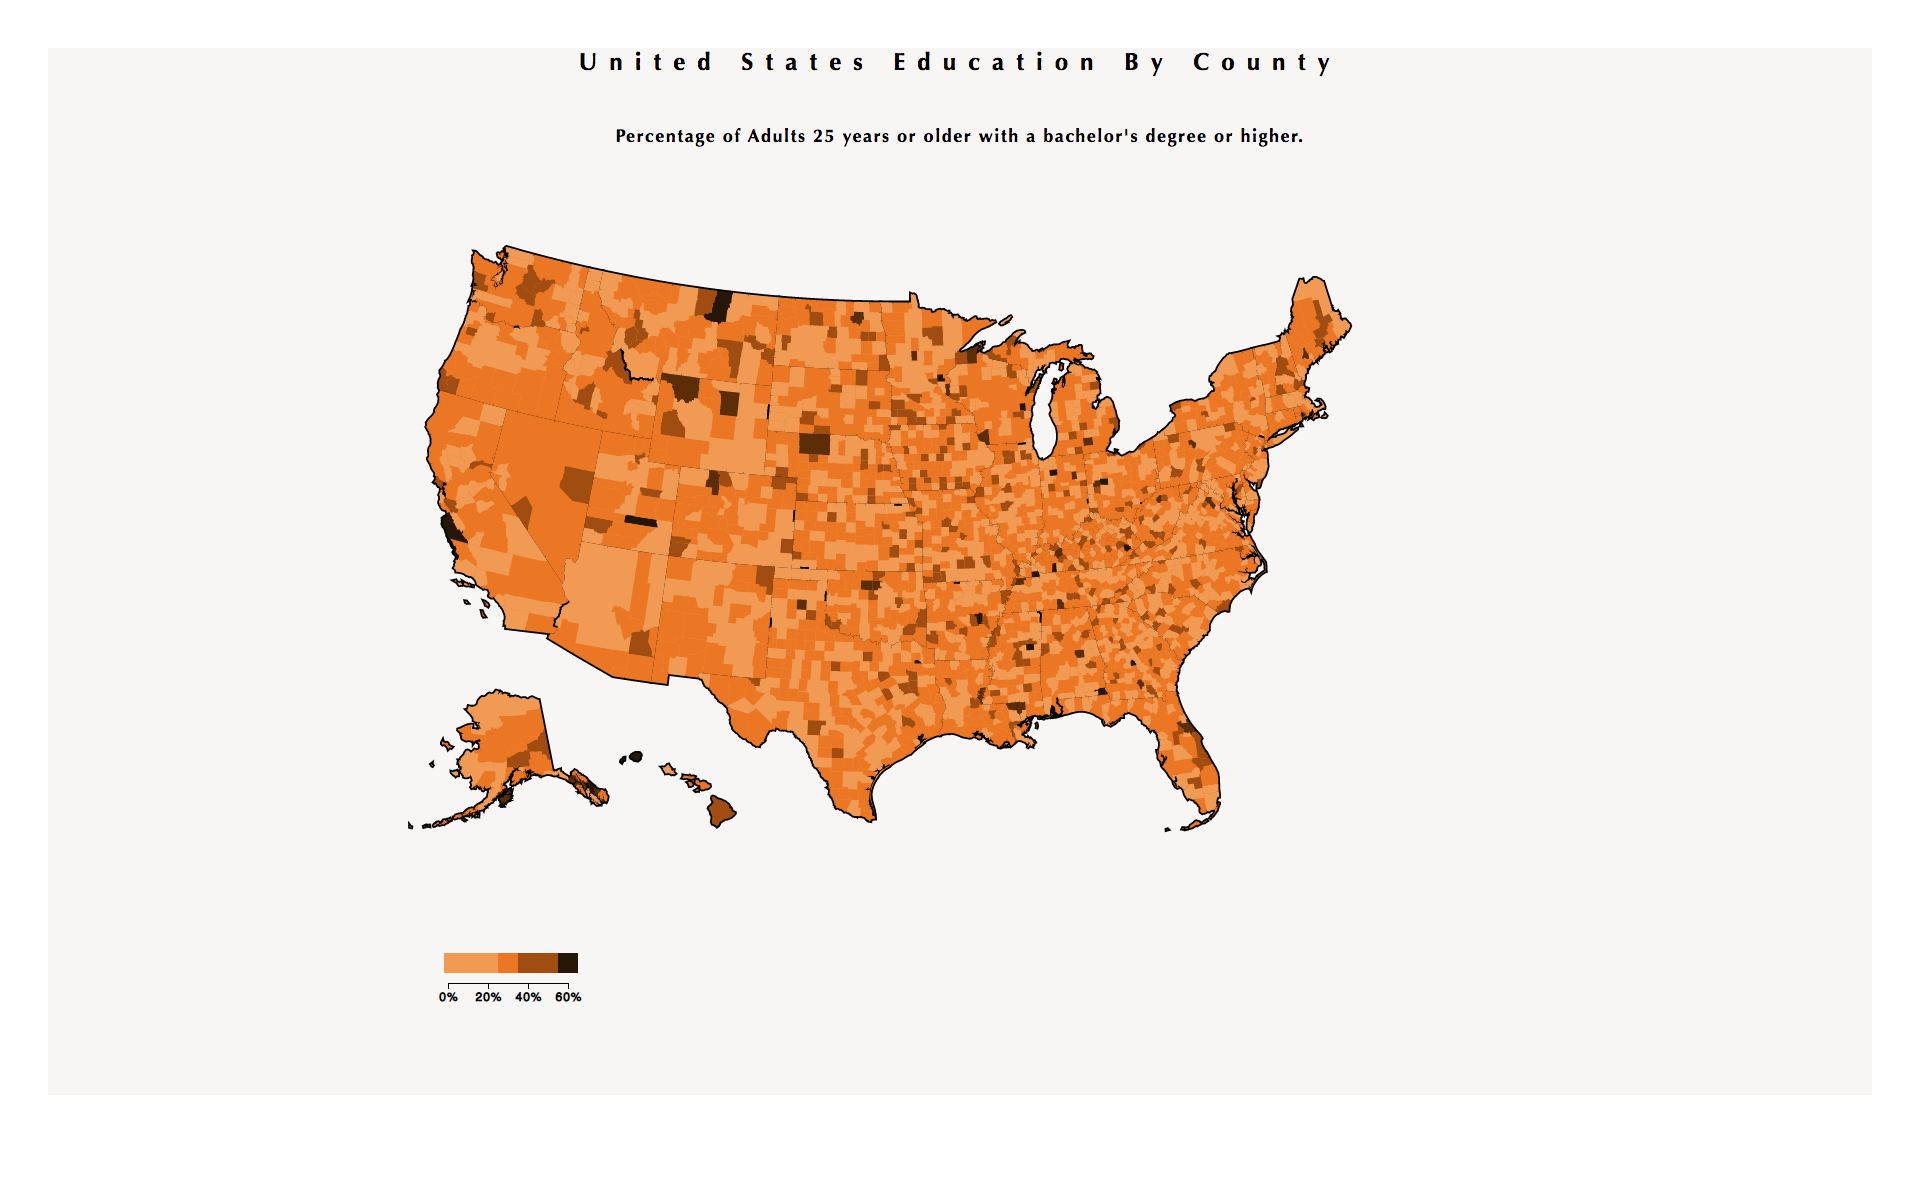 United States Education By County
Percentage of Adults 25 years or older with a bachelor's degree or higher.
0% 20% 40% 60%